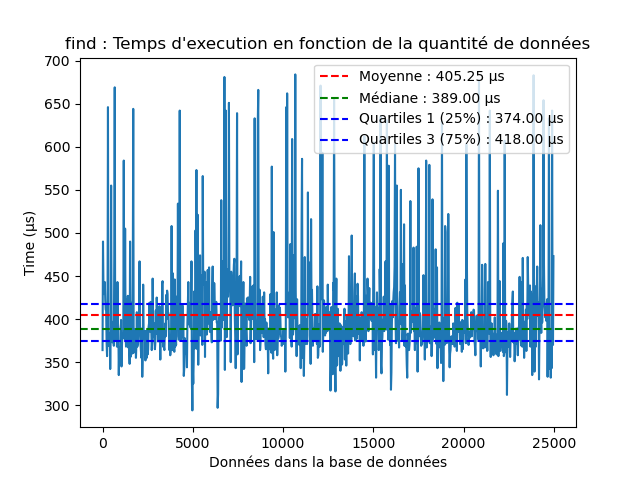 find : Temps d'execution en fonction de la quantité de données
Moyenne : 405.25 µs
Médiane : 389.00 µs
Quartiles 1 (25%) : 374.00 µs
Quartiles 3 (75%) : 418.00 µs
Time (µs)
700
650
600
550
500
450
400
350
300
0 5000 10000 15000 20000 25000
Données dans la base de données